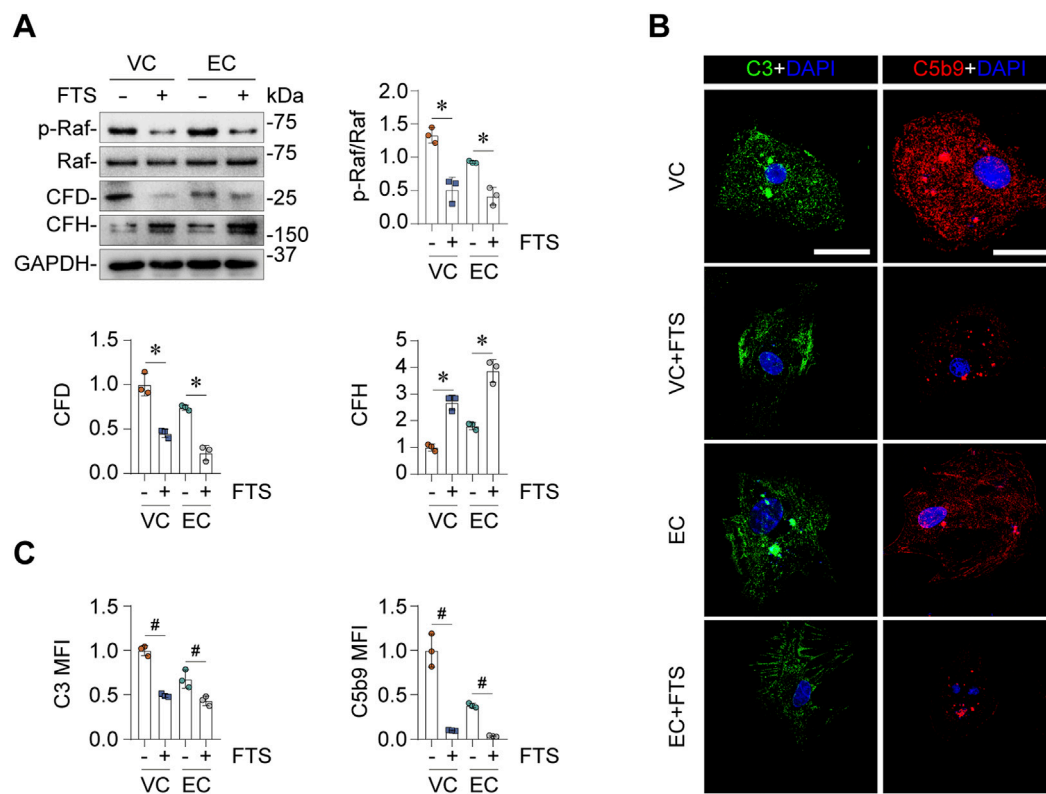 A
VC EC
FTS - + - + kDa
p-Raf- -75
Raf- -75
CFD- -25
CFH- -150
GAPDH- -37
p-Raf/Raf
2.0
1.5
1.0
0.5
0.0
* *
- + - + FTS
VC EC
CFD
1.5
1.0
0.5
0.0
* *
- + - + FTS
VC EC
CFH
6
5
4
3
2
1
0
* *
- + - + FTS
VC EC
B
C3+DAPI C5b9+DAPI
VC
VC+FTS
EC
EC+FTS
C
C3 MFI
1.5
1.0
0.5
0.0
# #
- + - + FTS
VC EC
C5b9 MFI
1.5
1.0
0.5
0.0
# #
- + - + FTS
VC EC